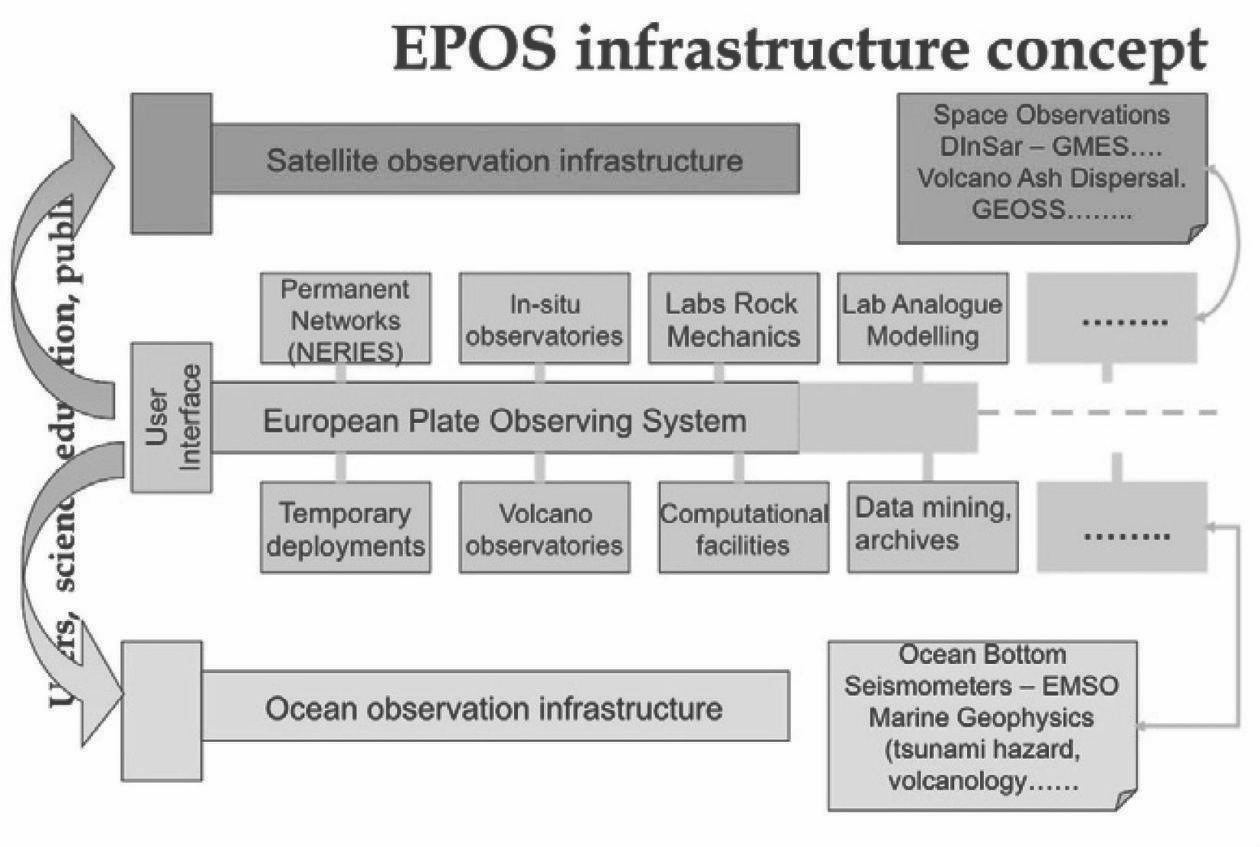 EPOS infrastructure concept
Satellite observation infrastructure
Space Observations
DInSar – GMES....
Volcano Ash Dispersal.
GEOSS........
Permanent
Networks
(NERIES)
In-situ
observatories
Labs Rock
Mechanics
Lab Analogue
Modelling
........
User
Interface
European Plate Observing System
Temporary
deployments
Volcano
observatories
Computational
facilities
Data mining,
archives
........
science
Ocean observation infrastructure
Ocean Bottom
Seismometers – EMSO
Marine Geophysics
(tsunami hazard,
volcanology......